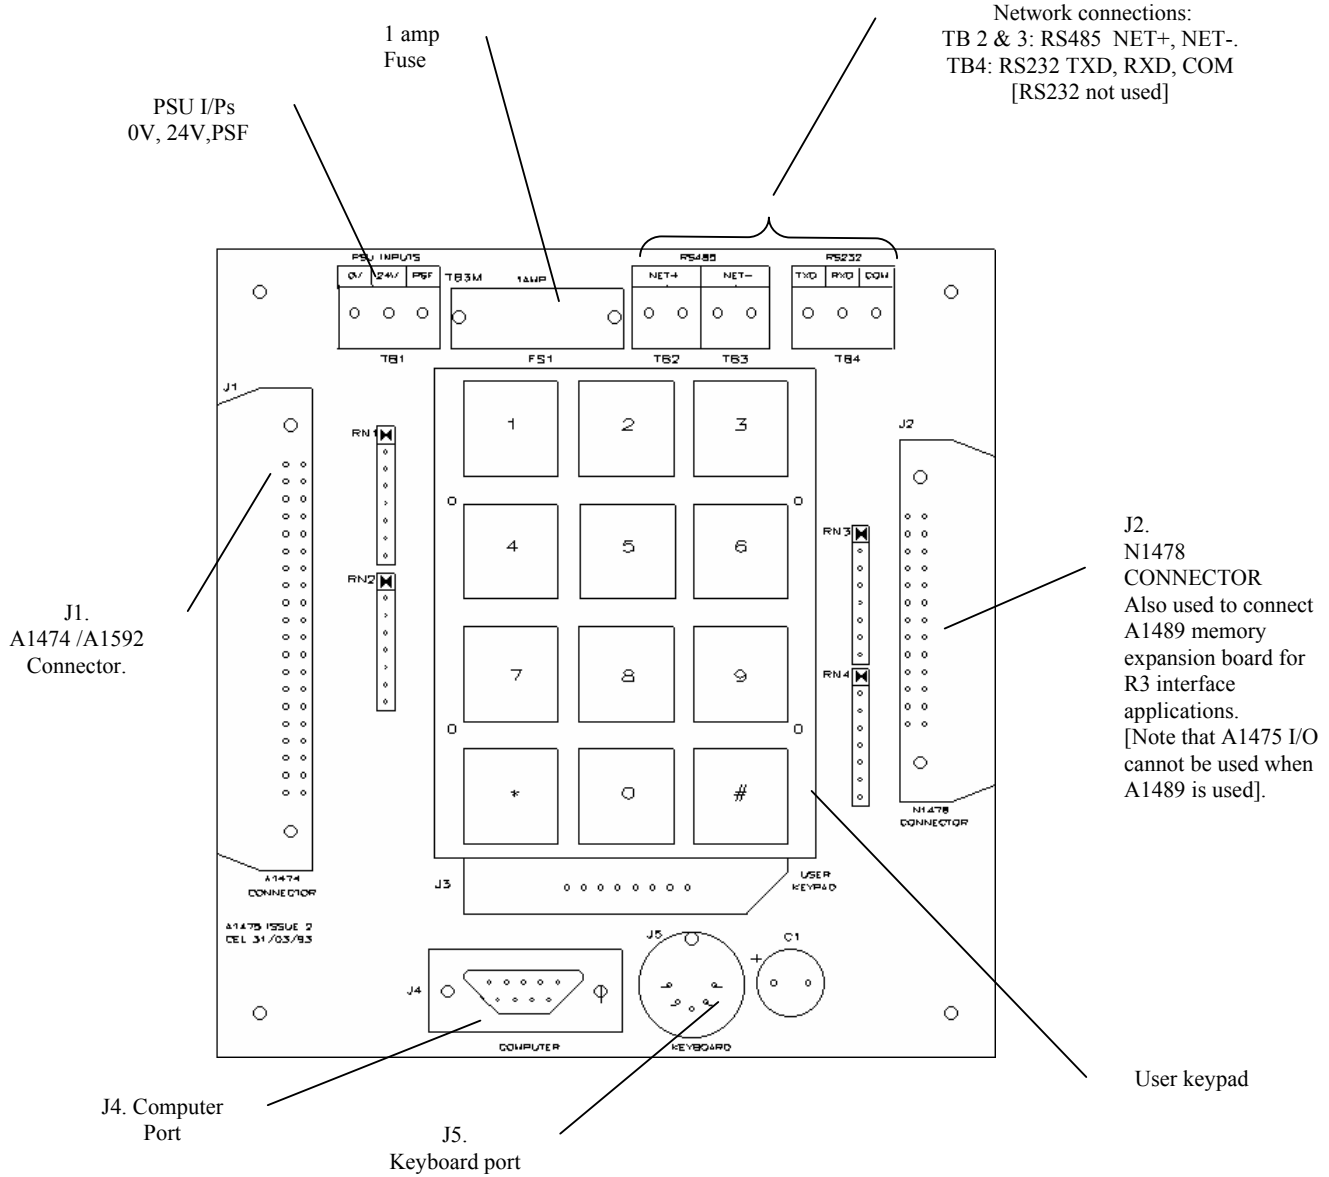 Network connections:
TB 2 & 3: RS485 NET+, NET-.
TB4: RS232 TXD, RXD, COM
[RS232 not used]
1 amp
Fuse
PSU I/Ps
0V, 24V,PSF
PSU INPUTS
0V 24V PSF
TB3M
1AMP
RS485
NET+ NET-
RS232
TXD RXD COM
TB1
FS1
TB2
TB3
TB4
J1
RN1
RN2
1
2
3
4
5
6
7
8
9
*
0
#
J2
RN3
RN4
J1.
A1474 /A1592
Connector.
J2.
N1478
CONNECTOR
Also used to connect
A1489 memory
expansion board for
R3 interface
applications.
[Note that A1475 I/O
cannot be used when
A1489 is used].
N1478
CONNECTOR
A1474
CONNECTOR
J3
USER
KEYPAD
A1475 ISSUE 2
CEL 31/03/93
J4
COMPUTER
J5
KEYBOARD
C1
+
User keypad
J4. Computer
Port
J5.
Keyboard port